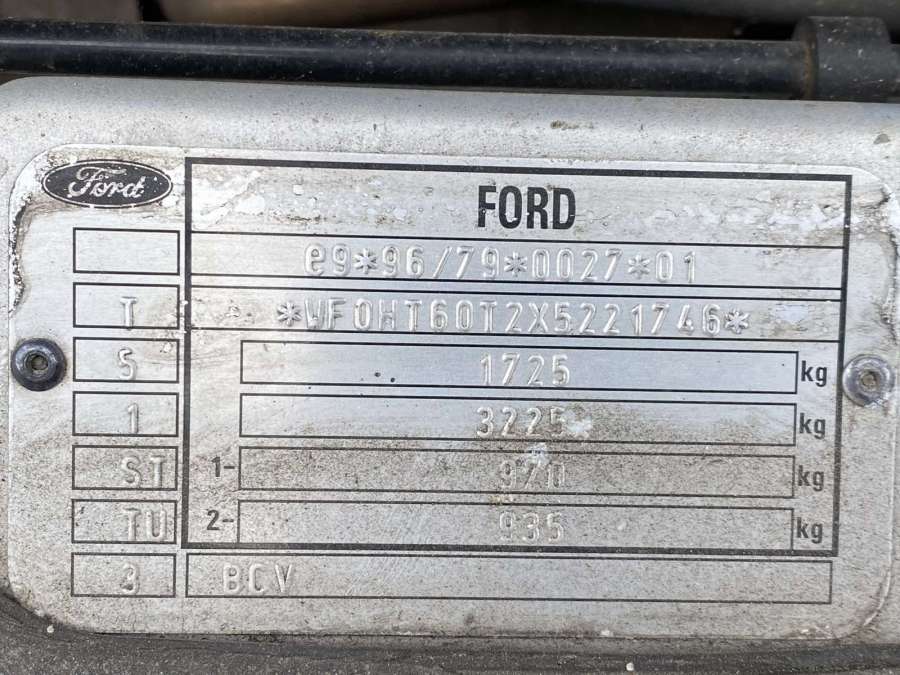 Ford
FORD
e9*96/79*0027*01
T *WF0HT60T2X5221746*
S 1725 kg
1 3225 kg
ST 1- 970 kg
TU 2- 935 kg
3 BCV